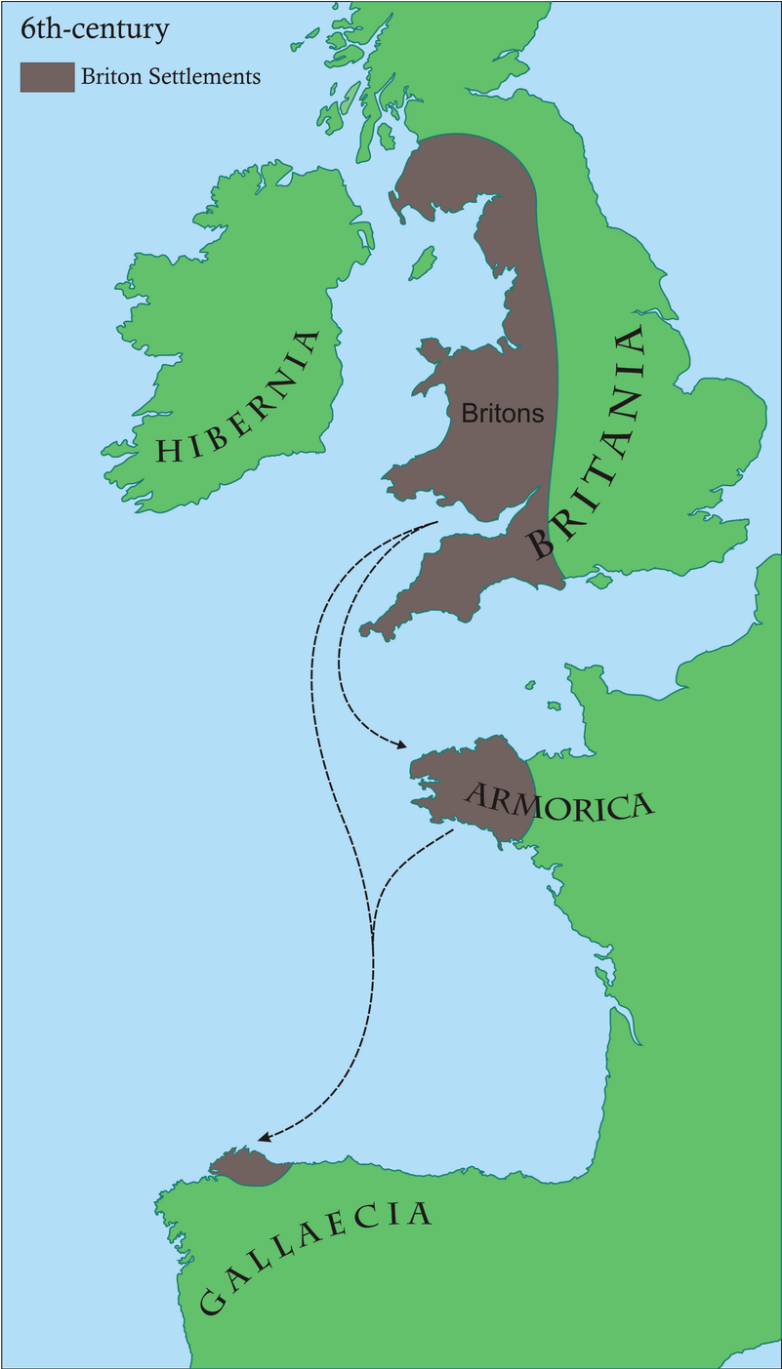 6th-century
Briton Settlements
HIBERNIA
Britons
BRITANIA
ARMORICA
GALLAECIA